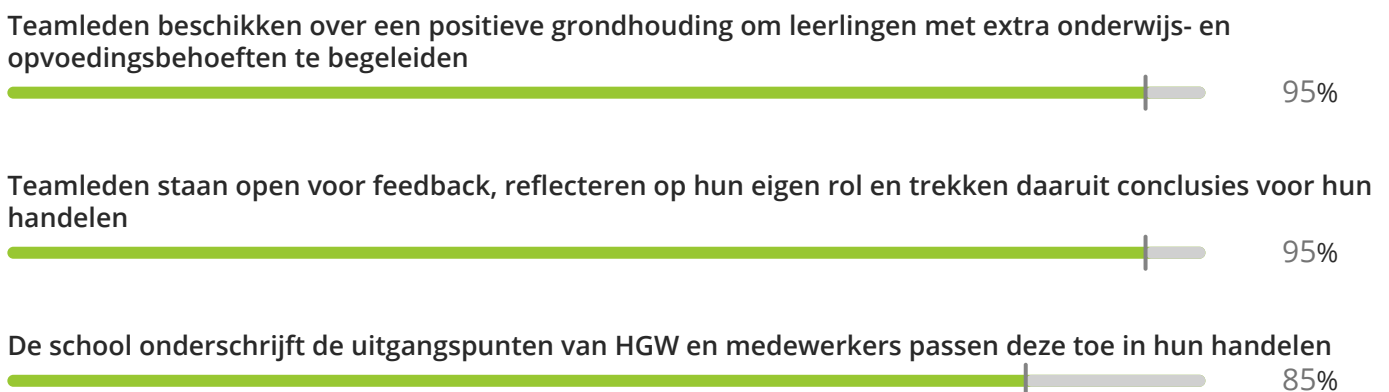 Teamleden beschikken over een positieve grondhouding om leerlingen met extra onderwijs- en
opvoedingsbehoeften te begeleiden
95%
Teamleden staan open voor feedback, reflecteren op hun eigen rol en trekken daaruit conclusies voor hun
handelen
95%
De school onderschrijft de uitgangspunten van HGW en medewerkers passen deze toe in hun handelen
85%